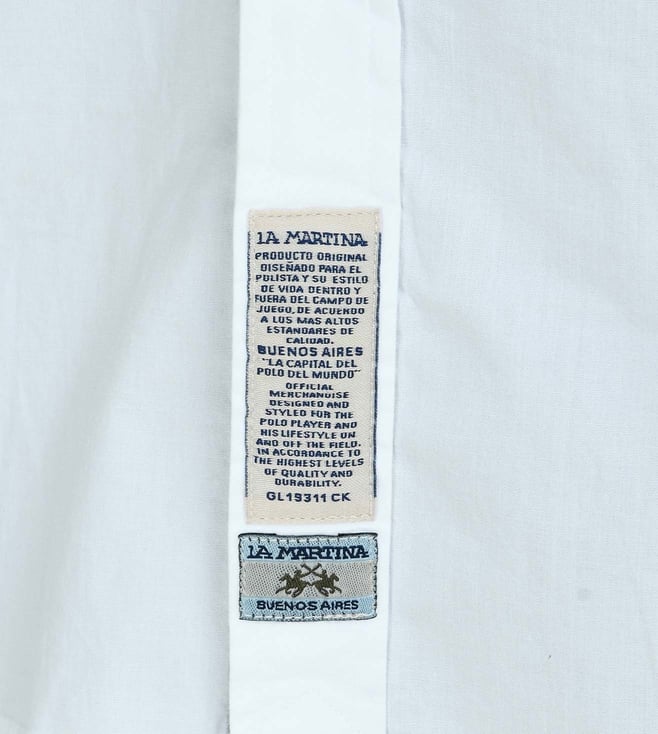 LA MARTINA
PRODUCTO ORIGINAL
DISEÑADO PARA EL
POLISTA Y SU ESTILO
DE VIDA DENTRO Y
FUERA DEL CAMPO DE
JUEGO, DE ACUERDO
A LOS MAS ALTOS
ESTANDARES DE
CALIDAD.
BUENOS AIRES
"LA CAPITAL DEL
POLO DEL MUNDO"
OFFICIAL
MERCHANDISE
DESIGNED AND
STYLED FOR THE
POLO PLAYER AND
HIS LIFESTYLE ON
AND OFF THE FIELD.
IN ACCORDANCE TO
THE HIGHEST LEVELS
OF QUALITY AND
DURABILITY.
GL19311 CK
LA MARTINA
BUENOS AIRES